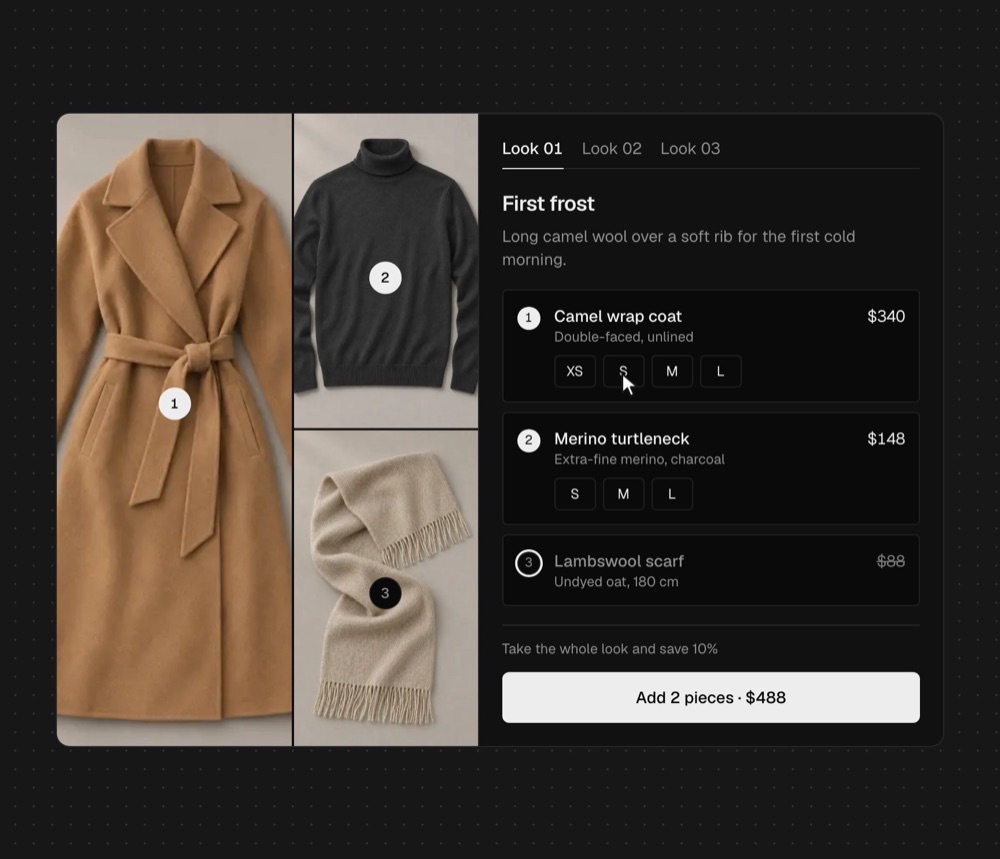 1
2
3
Look 01 Look 02 Look 03
First frost
Long camel wool over a soft rib for the first cold
morning.
1 Camel wrap coat $340
Double-faced, unlined
XS S M L
2 Merino turtleneck $148
Extra-fine merino, charcoal
S M L
3 Lambswool scarf $88
Undyed oat, 180 cm
Take the whole look and save 10%
Add 2 pieces · $488